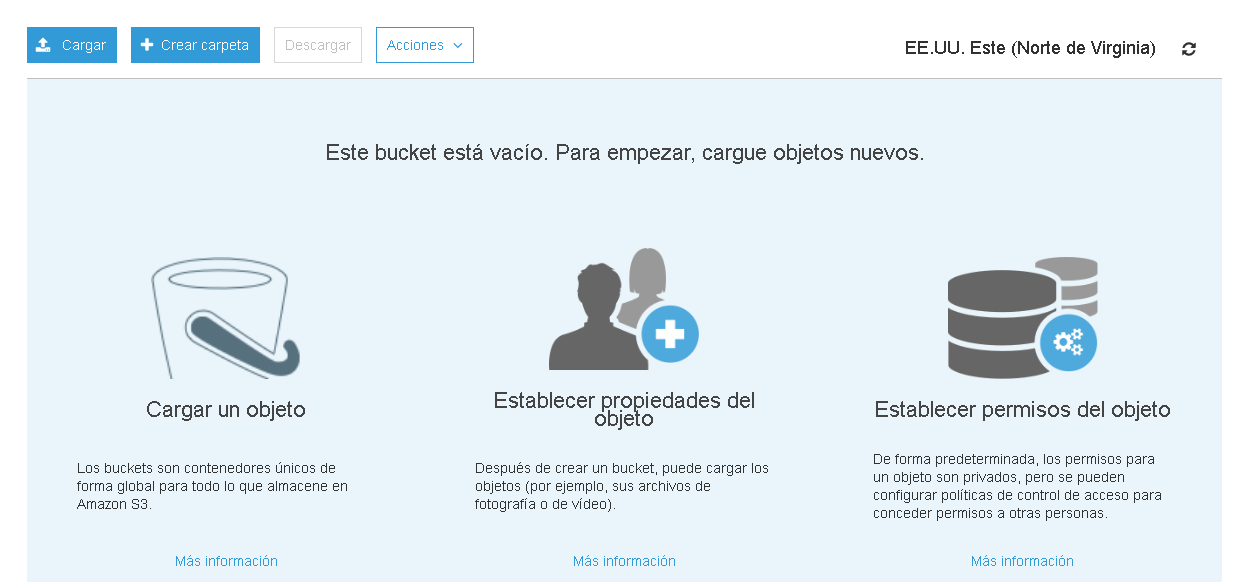 Cargar
Crear carpeta
Descargar
Acciones
EE.UU. Este (Norte de Virginia)
Este bucket está vacío. Para empezar, cargue objetos nuevos.
Cargar un objeto
Los buckets son contenedores únicos de
forma global para todo lo que almacene en
Amazon S3.
Más información
Establecer propiedades del
objeto
Después de crear un bucket, puede cargar los
objetos (por ejemplo, sus archivos de
fotografía o de vídeo).
Más información
Establecer permisos del objeto
De forma predeterminada, los permisos para
un objeto son privados, pero se pueden
configurar políticas de control de acceso para
conceder permisos a otras personas.
Más información